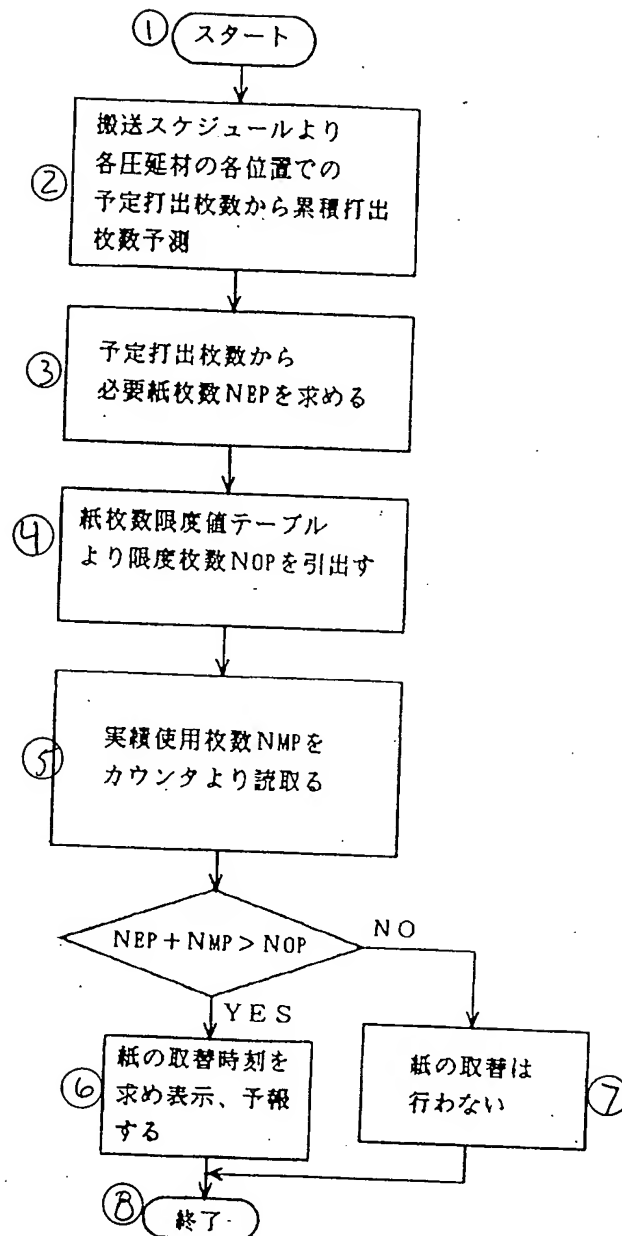 ① スタート
搬送スケジュールより
各圧延材の各位置での
② 予定打出枚数から累積打出
枚数予測
③ 予定打出枚数から
必要紙枚数NEPを求める
④ 紙枚数限度値テーブル
より限度枚数NOPを引出す
⑤ 実績使用枚数NMPを
カウンタより読取る
NEP+NMP>NOP
NO
YES
紙の取替時刻を
⑥ 求め表示、予報
する
紙の取替は
行わない ⑦
⑧ 終了